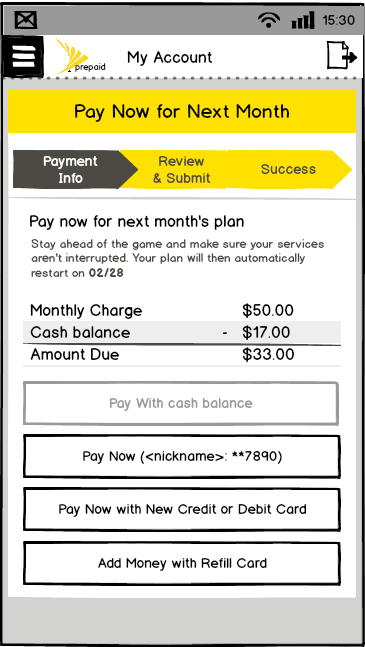 15:30
prepaid
My Account
Pay Now for Next Month
Payment
Info
Review
& Submit
Success
Pay now for next month's plan
Stay ahead of the game and make sure your services
aren't interrupted. Your plan will then automatically
restart on 02/28
Monthly Charge $50.00
Cash balance - $17.00
Amount Due $33.00
Pay With cash balance
Pay Now (<nickname>: **7890)
Pay Now with New Credit or Debit Card
Add Money with Refill Card